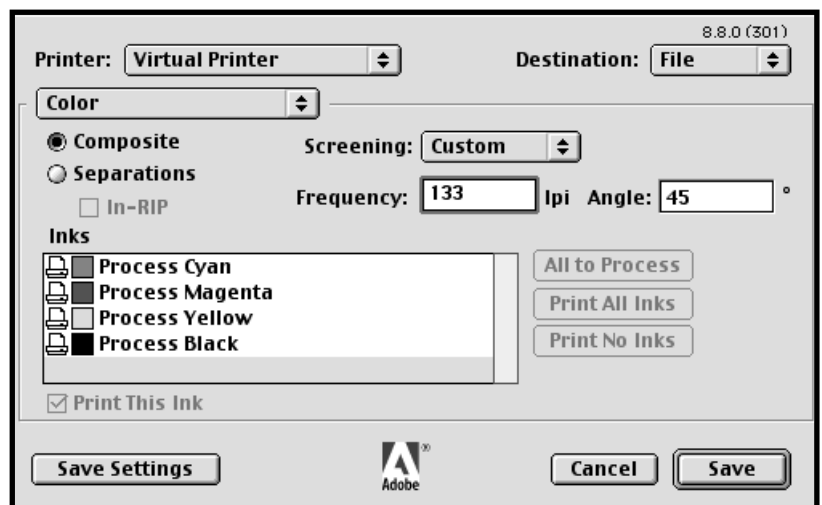 8.8.0 (301)
Printer: Virtual Printer Destination: File
Color
Composite Screening: Custom
Separations
Frequency: 133 lpi Angle: 45 °
In-RIP
Inks
Process Cyan All to Process
Process Magenta
Print All Inks
Process Yellow
Process Black Print No Inks
Print This Ink
Save Settings Adobe ® Cancel Save